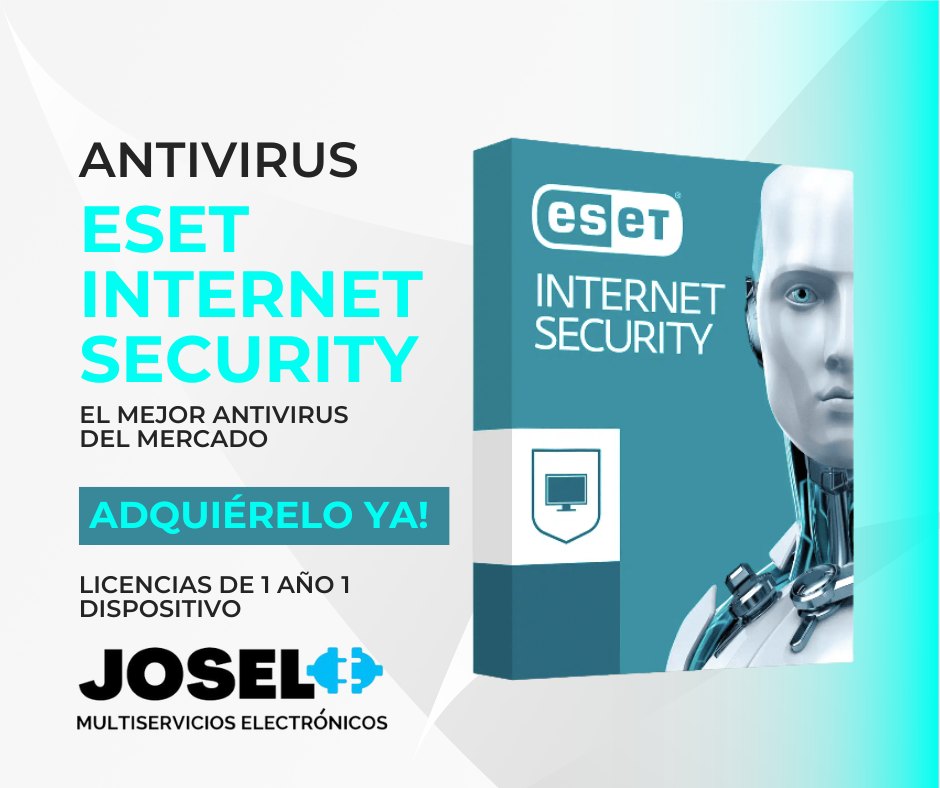 ANTIVIRUS
ESET
INTERNET
SECURITY
EL MEJOR ANTIVIRUS
DEL MERCADO
ADQUIÉRELO YA!
LICENCIAS DE 1 AÑO 1
DISPOSITIVO
JOSEL
MULTISERVICIOS ELECTRÓNICOS
eseT®
INTERNET
SECURITY